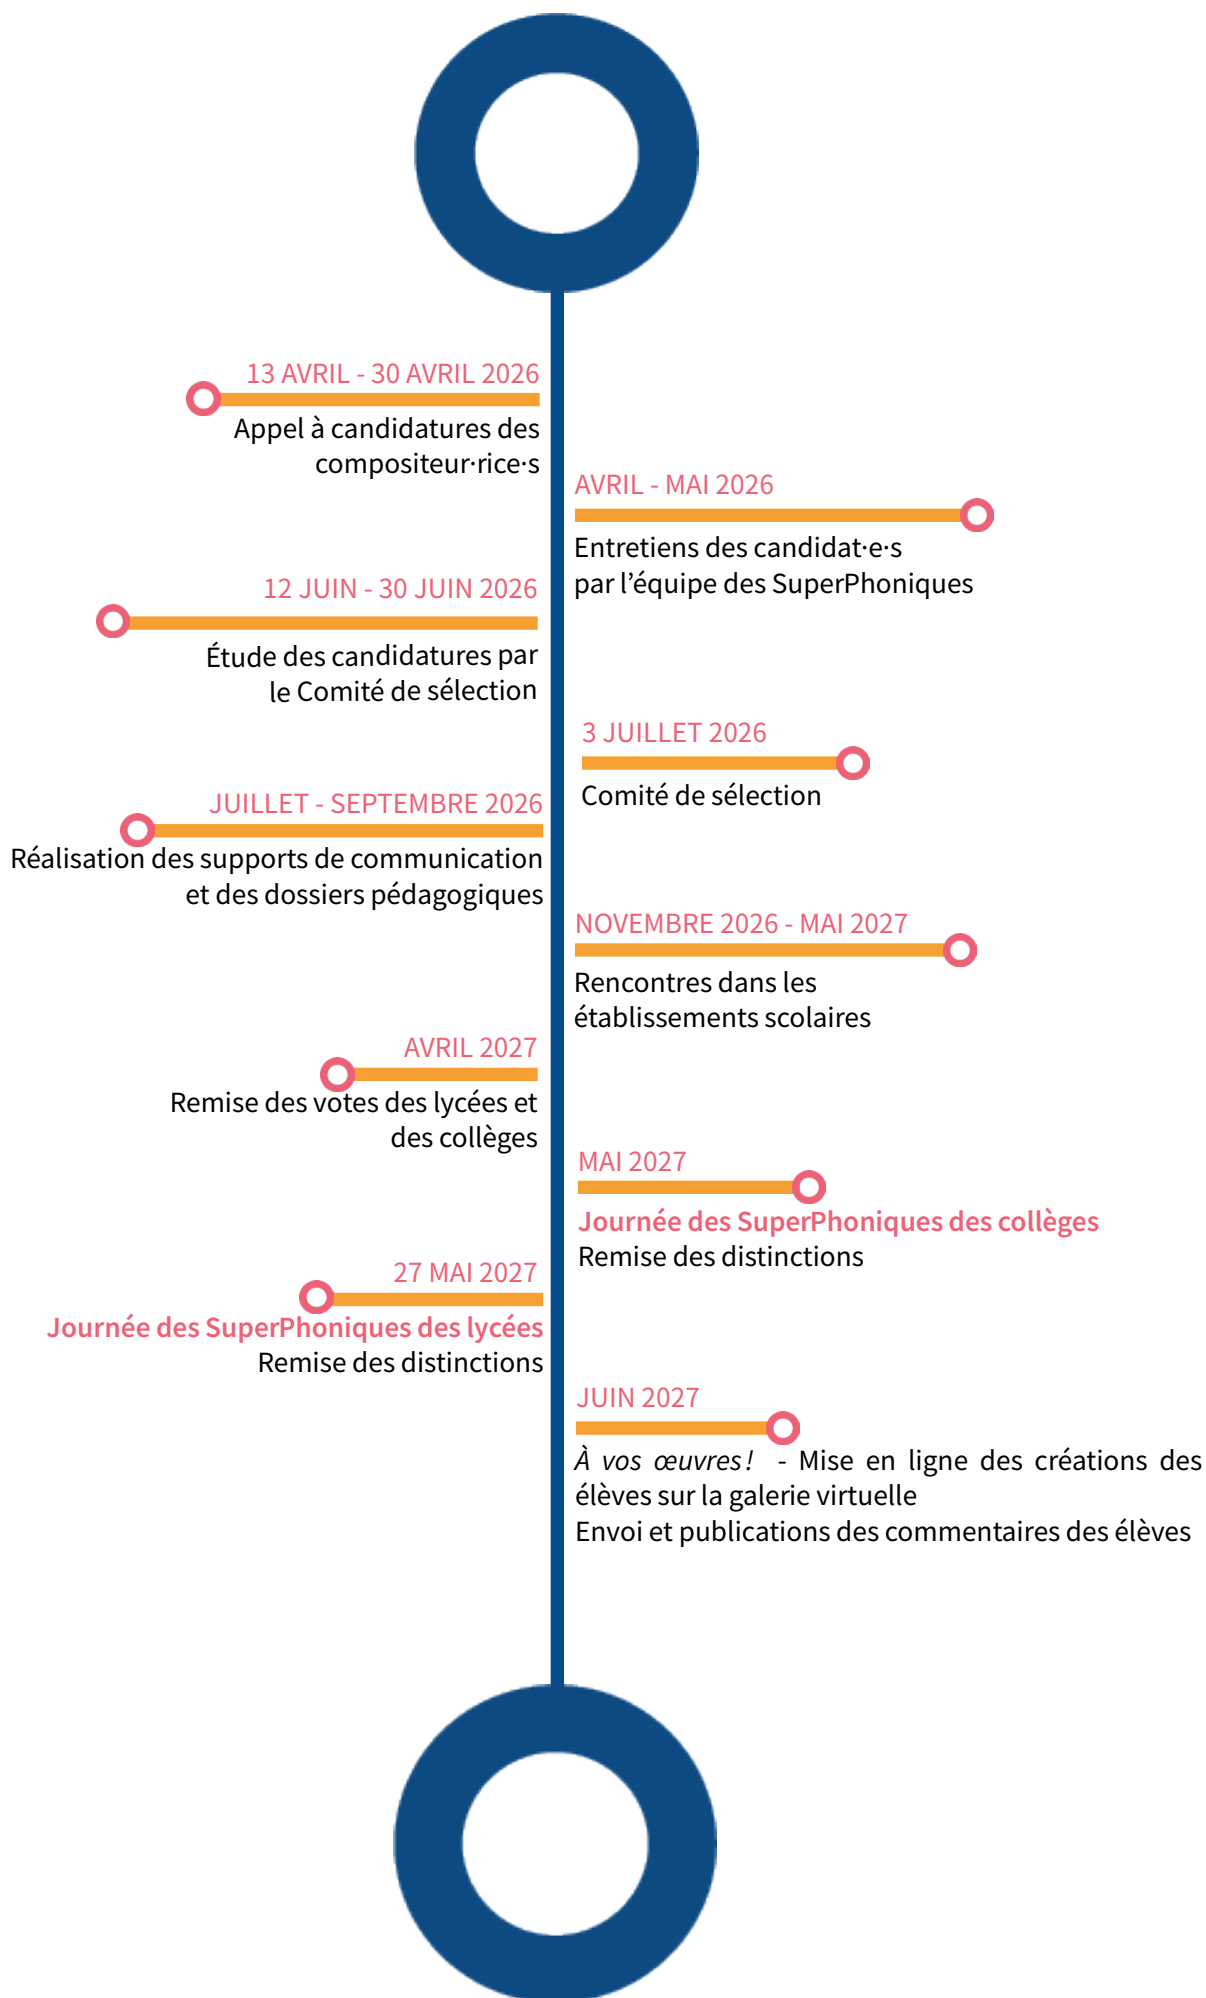 13 AVRIL - 30 AVRIL 2026
Appel à candidatures des
compositeur·rice·s
AVRIL - MAI 2026
Entretiens des candidat·e·s
par l’équipe des SuperPhoniques
12 JUIN - 30 JUIN 2026
Étude des candidatures par
le Comité de sélection
3 JUILLET 2026
Comité de sélection
JUILLET - SEPTEMBRE 2026
Réalisation des supports de communication
et des dossiers pédagogiques
NOVEMBRE 2026 - MAI 2027
Rencontres dans les
établissements scolaires
AVRIL 2027
Remise des votes des lycées et
des collèges
MAI 2027
Journée des SuperPhoniques des collèges
Remise des distinctions
27 MAI 2027
Journée des SuperPhoniques des lycées
Remise des distinctions
JUIN 2027
À vos œuvres ! - Mise en ligne des créations des
élèves sur la galerie virtuelle
Envoi et publications des commentaires des élèves